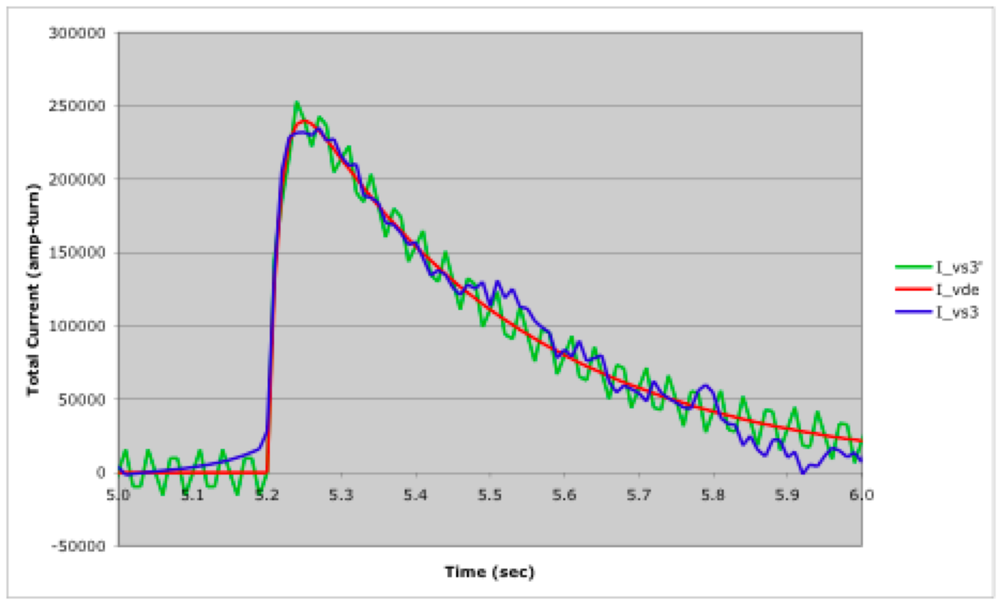 300000
250000
200000
150000
100000
50000
0
-50000
Total Current (amp-turn)
5.0 5.1 5.2 5.3 5.4 5.5 5.6 5.7 5.8 5.9 6.0
Time (sec)
I_vs3'
I_vde
I_vs3